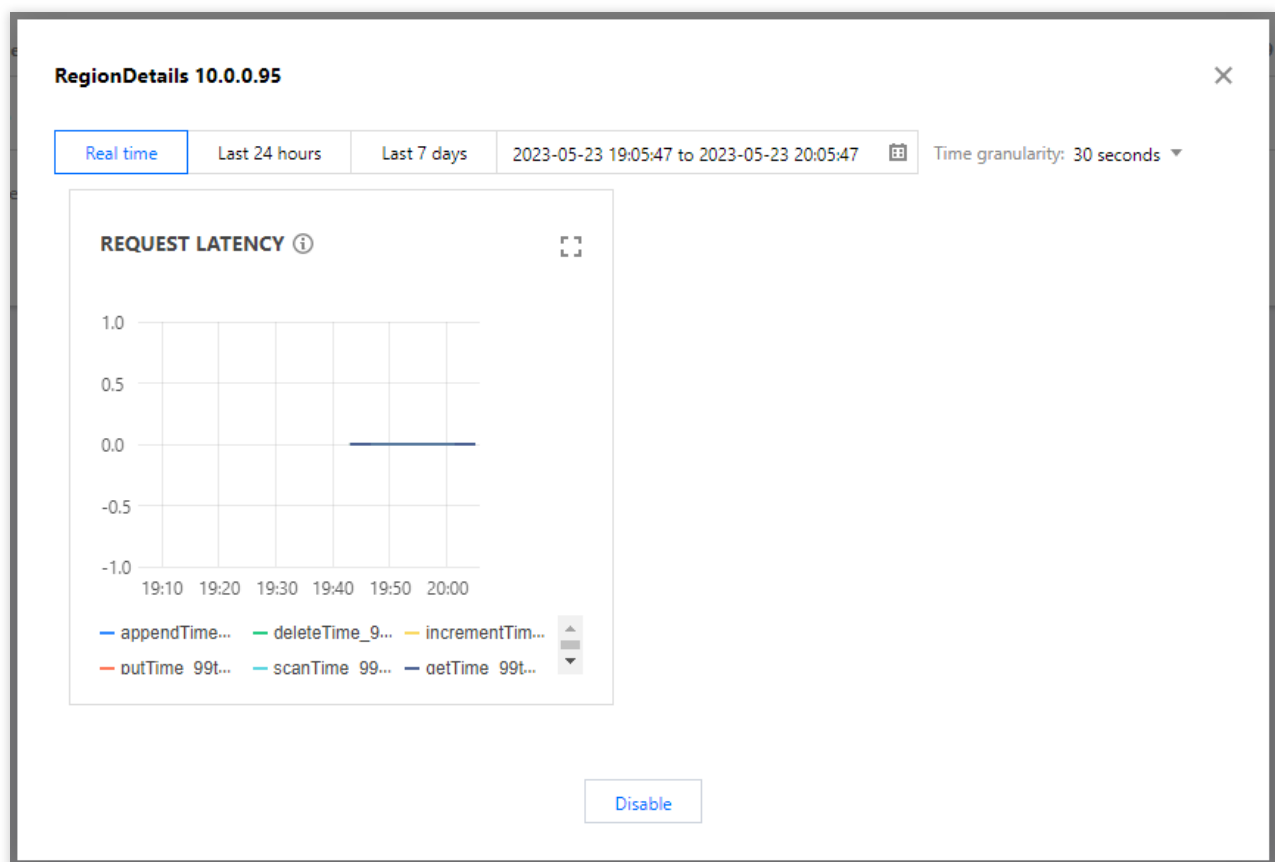 RegionDetails 10.0.0.95
Real time Last 24 hours Last 7 days 2023-05-23 19:05:47 to 2023-05-23 20:05:47 Time granularity: 30 seconds
REQUEST LATENCY
1.0
0.5
0.0
-0.5
-1.0
19:10 19:20 19:30 19:40 19:50 20:00
appendTime... deleteTime_9... incrementTim...
putTime_99t... scanTime_99... getTime_99t...
Disable